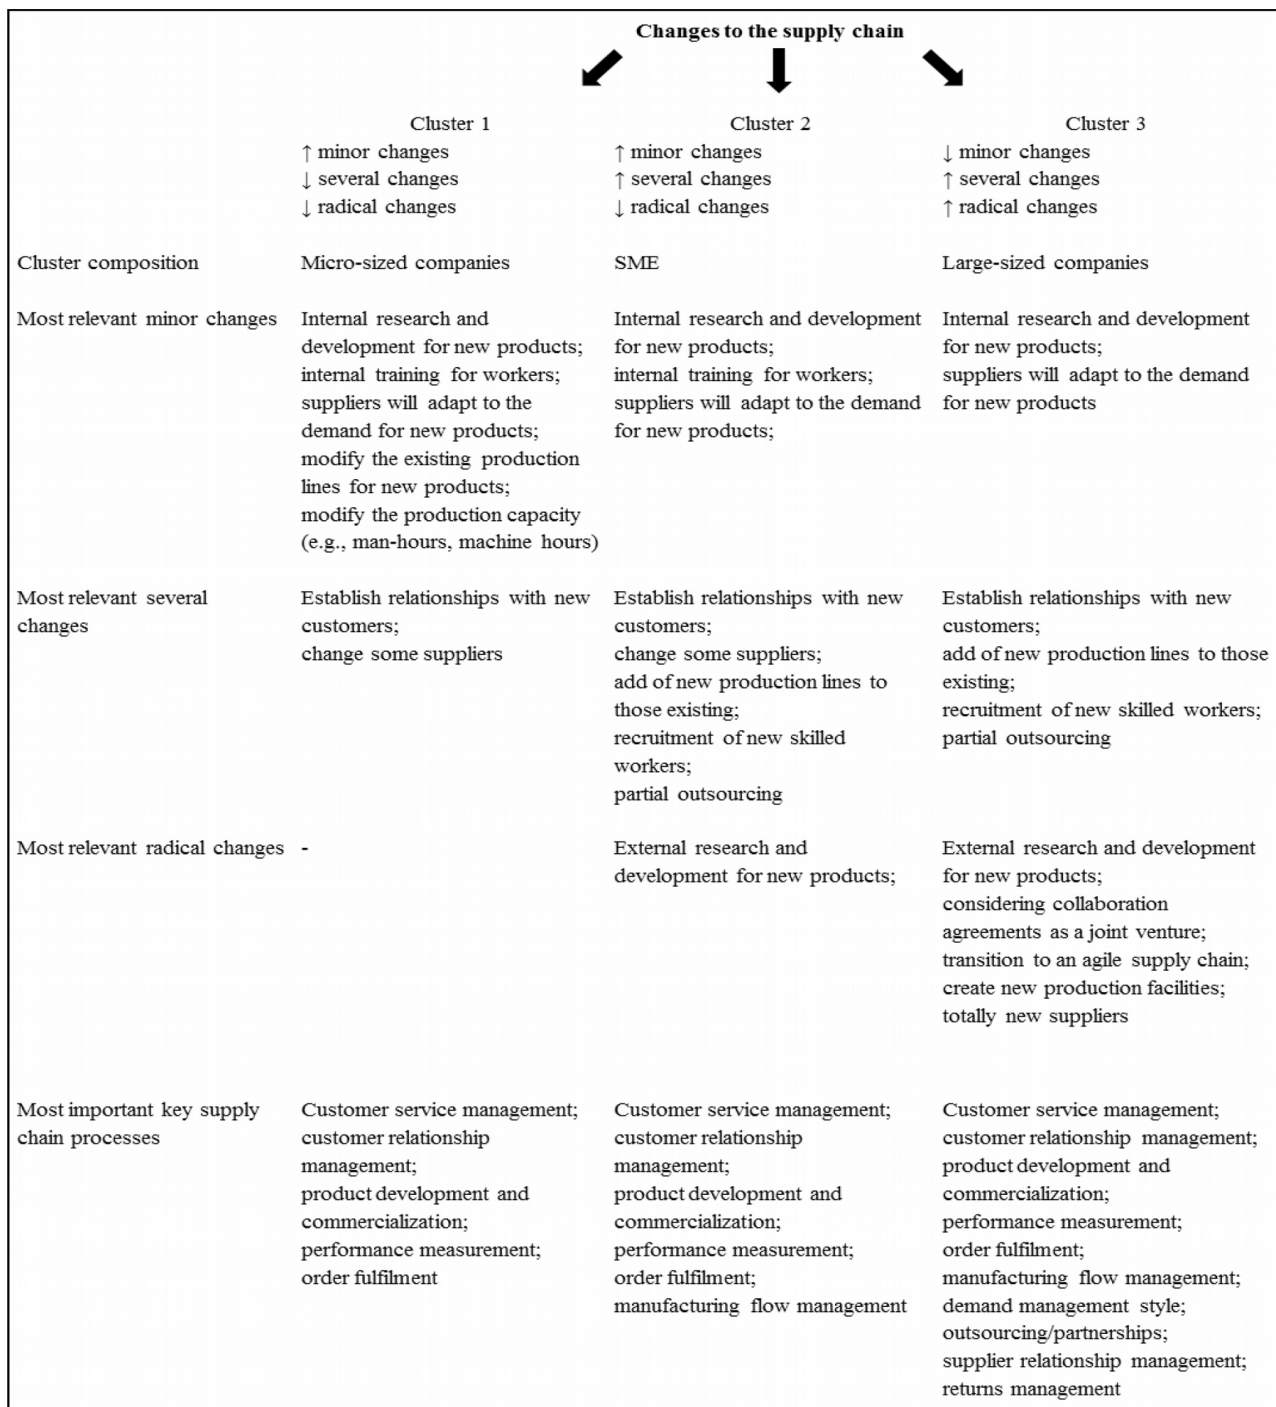 Changes to the supply chain
Cluster 1
↑ minor changes
↓ several changes
↓ radical changes
Cluster 2
↑ minor changes
↑ several changes
↓ radical changes
Cluster 3
↓ minor changes
↑ several changes
↑ radical changes
Cluster composition
Micro-sized companies
SME
Large-sized companies
Most relevant minor changes
Internal research and
development for new products;
internal training for workers;
suppliers will adapt to the
demand for new products;
modify the existing production
lines for new products;
modify the production capacity
(e.g., man-hours, machine hours)
Internal research and development
for new products;
internal training for workers;
suppliers will adapt to the demand
for new products;
Internal research and development
for new products;
suppliers will adapt to the demand
for new products
Most relevant several
changes
Establish relationships with new
customers;
change some suppliers
Establish relationships with new
customers;
change some suppliers;
add of new production lines to
those existing;
recruitment of new skilled
workers;
partial outsourcing
Establish relationships with new
customers;
add of new production lines to those
existing;
recruitment of new skilled workers;
partial outsourcing
Most relevant radical changes
-
External research and
development for new products;
External research and development
for new products;
considering collaboration
agreements as a joint venture;
transition to an agile supply chain;
create new production facilities;
totally new suppliers
Most important key supply
chain processes
Customer service management;
customer relationship
management;
product development and
commercialization;
performance measurement;
order fulfilment
Customer service management;
customer relationship
management;
product development and
commercialization;
performance measurement;
order fulfilment;
manufacturing flow management
Customer service management;
customer relationship management;
product development and
commercialization;
performance measurement;
order fulfilment;
manufacturing flow management;
demand management style;
outsourcing/partnerships;
supplier relationship management;
returns management